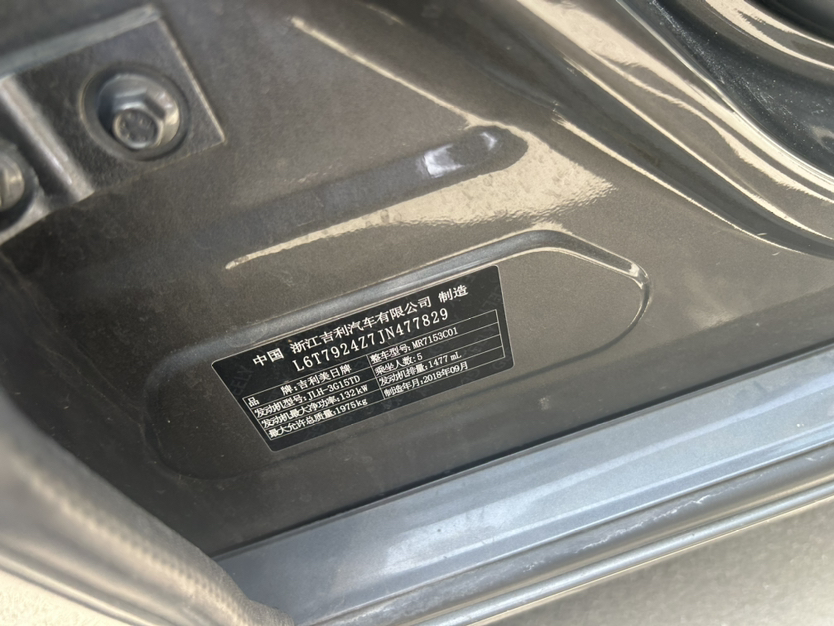 中国 浙江吉利汽车有限公司 制造
L6T7924Z7JN477829
品 牌:吉利美日牌 整车型号:MR7153C01
发动机型号:JLH-3G15TD 乘坐人数:5
发动机最大净功率:132kW 发动机排量:1477mL
最大允许总质量:1975kg 制造年月:2018年09月